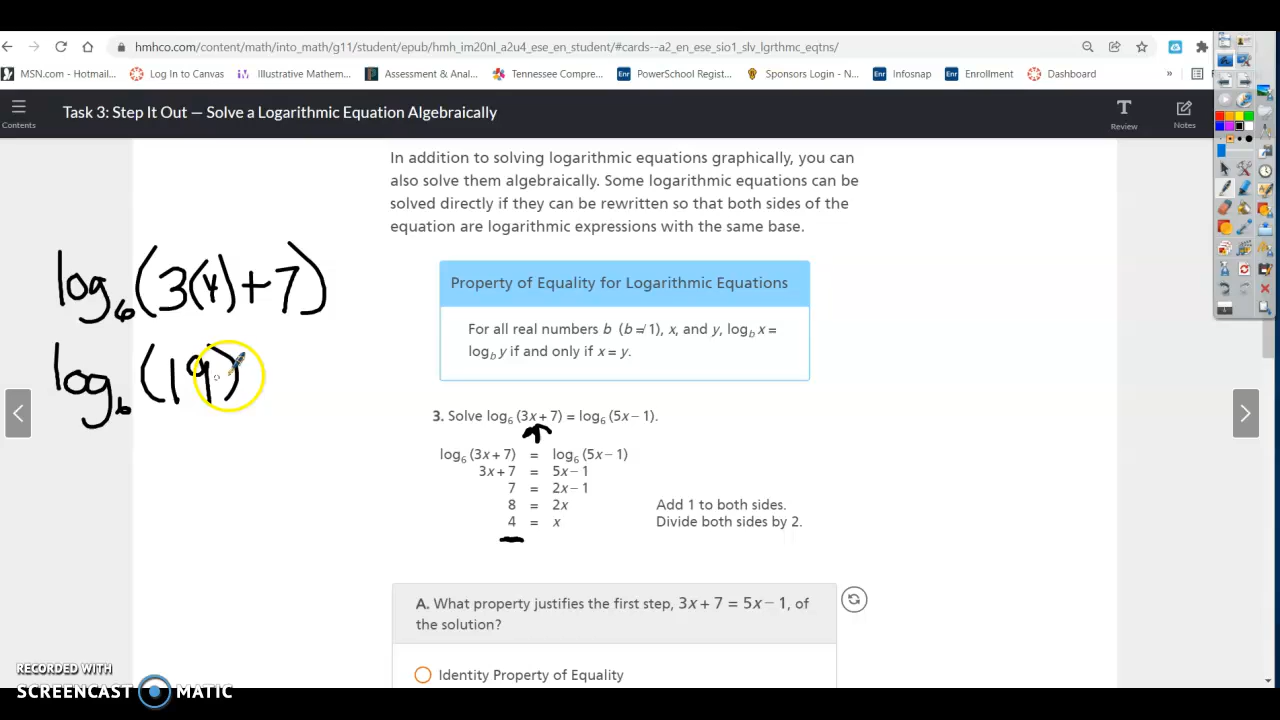 hmhco.com/content/math/into_math/g11/student/epub/hmh_im20nl_a2u4_ese_en_student/#cards--a2_en_ese_sio1_slv_lgrthmc_eqtns/
MSN.com - Hotmail... Log In to Canvas Illustrative Mathem... Assessment & Anal... Tennessee Compre... PowerSchool Regist... Sponsors Login - N... Infosnap Enrollment Dashboard »
Contents Task 3: Step It Out — Solve a Logarithmic Equation Algebraically Review Notes
In addition to solving logarithmic equations graphically, you can
also solve them algebraically. Some logarithmic equations can be
solved directly if they can be rewritten so that both sides of the
equation are logarithmic expressions with the same base.
log₆(3(4)+7)
log₆(19)
Property of Equality for Logarithmic Equations
For all real numbers b (b ≠ 1), x, and y, log_b x =
log_b y if and only if x = y.
3. Solve log₆ (3x + 7) = log₆ (5x − 1).
log₆ (3x + 7) = log₆ (5x − 1)
3x + 7 = 5x − 1
7 = 2x − 1
8 = 2x Add 1 to both sides.
4 = x Divide both sides by 2.
A. What property justifies the first step, 3x + 7 = 5x − 1, of
the solution?
Identity Property of Equality
RECORDED WITH
SCREENCAST MATIC